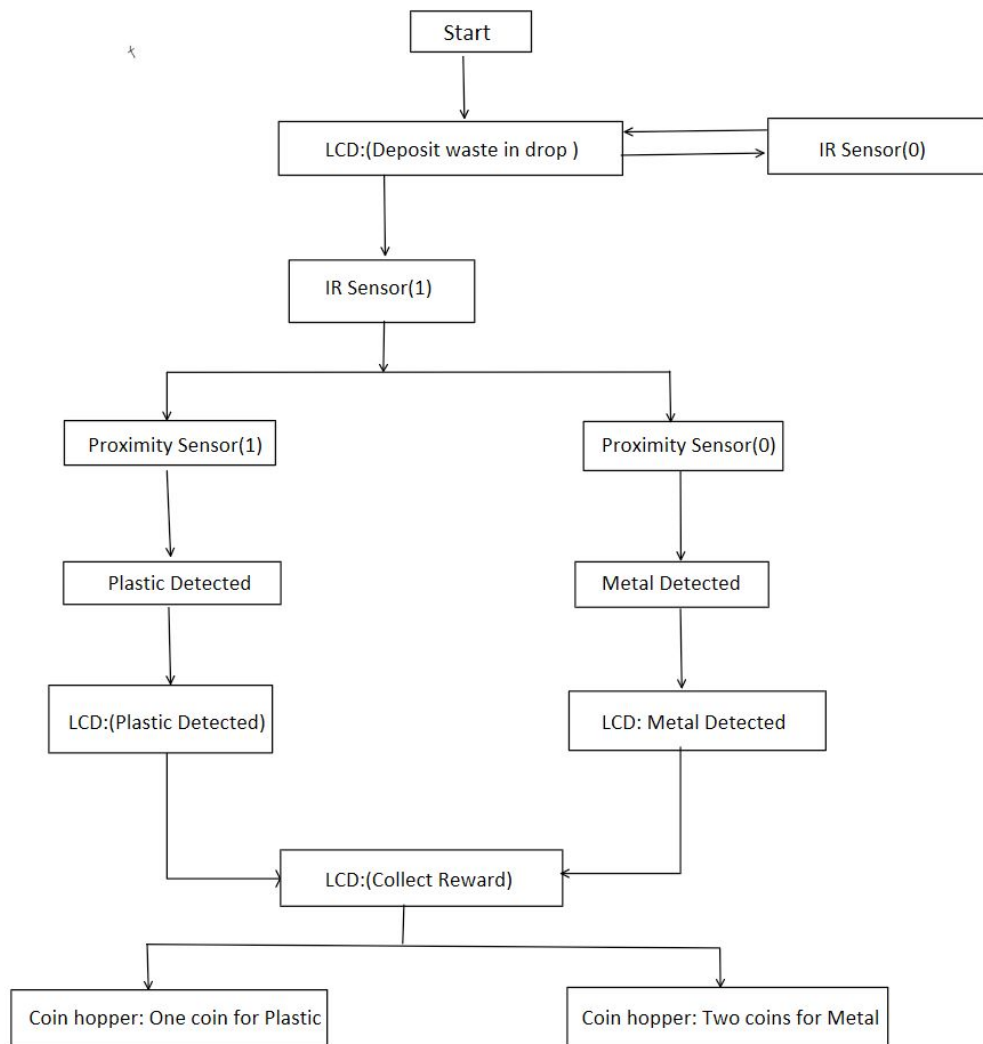 Start
LCD:(Deposit waste in drop )
IR Sensor(0)
IR Sensor(1)
Proximity Sensor(1)
Proximity Sensor(0)
Plastic Detected
Metal Detected
LCD:(Plastic Detected)
LCD: Metal Detected
LCD:(Collect Reward)
Coin hopper: One coin for Plastic
Coin hopper: Two coins for Metal